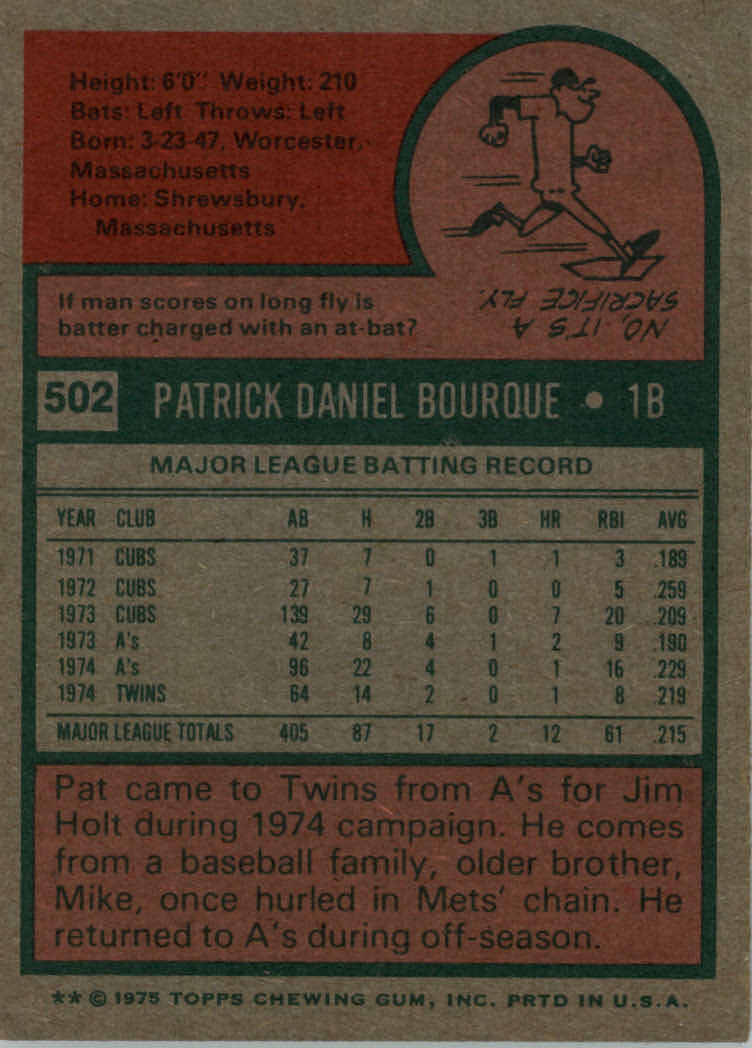 Height: 6'0" Weight: 210
Bats: Left Throws: Left
Born: 3-23-47, Worcester,
Massachusetts
Home: Shrewsbury,
Massachusetts
If man scores on long fly is
batter charged with an at-bat?
NO, IT'S A
SACRIFICE FLY.
502 PATRICK DANIEL BOURQUE • 1B
MAJOR LEAGUE BATTING RECORD
YEAR CLUB AB H 2B 3B HR RBI AVG
1971 CUBS 37 7 0 1 1 3 .189
1972 CUBS 27 7 1 0 0 5 .259
1973 CUBS 139 29 6 0 7 20 .209
1973 A's 42 8 4 1 2 9 .190
1974 A's 96 22 4 0 1 16 .229
1974 TWINS 64 14 2 0 1 8 .219
MAJOR LEAGUE TOTALS 405 87 17 2 12 61 .215
Pat came to Twins from A's for Jim
Holt during 1974 campaign. He comes
from a baseball family, older brother,
Mike, once hurled in Mets' chain. He
returned to A's during off-season.
** © 1975 TOPPS CHEWING GUM, INC. PRTD IN U.S.A.